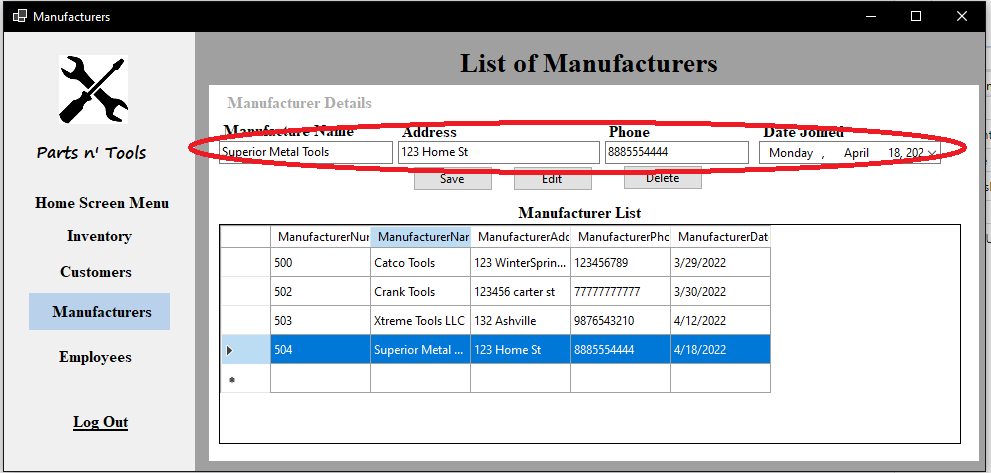 Manufacturers
List of Manufacturers
Parts n' Tools
Home Screen Menu
Inventory
Customers
Manufacturers
Employees
Log Out
Manufacturer Details
Manufacture Name Address Phone Date Joined
Superior Metal Tools 123 Home St 8885554444 Monday , April 18, 202
Save Edit Delete
Manufacturer List
ManufacturerNur ManufacturerNar ManufacturerAdd ManufacturerPho ManufacturerDat
500 Catco Tools 123 WinterSprin... 123456789 3/29/2022
502 Crank Tools 123456 carter st 77777777777 3/30/2022
503 Xtreme Tools LLC 132 Ashville 9876543210 4/12/2022
504 Superior Metal ... 123 Home St 8885554444 4/18/2022